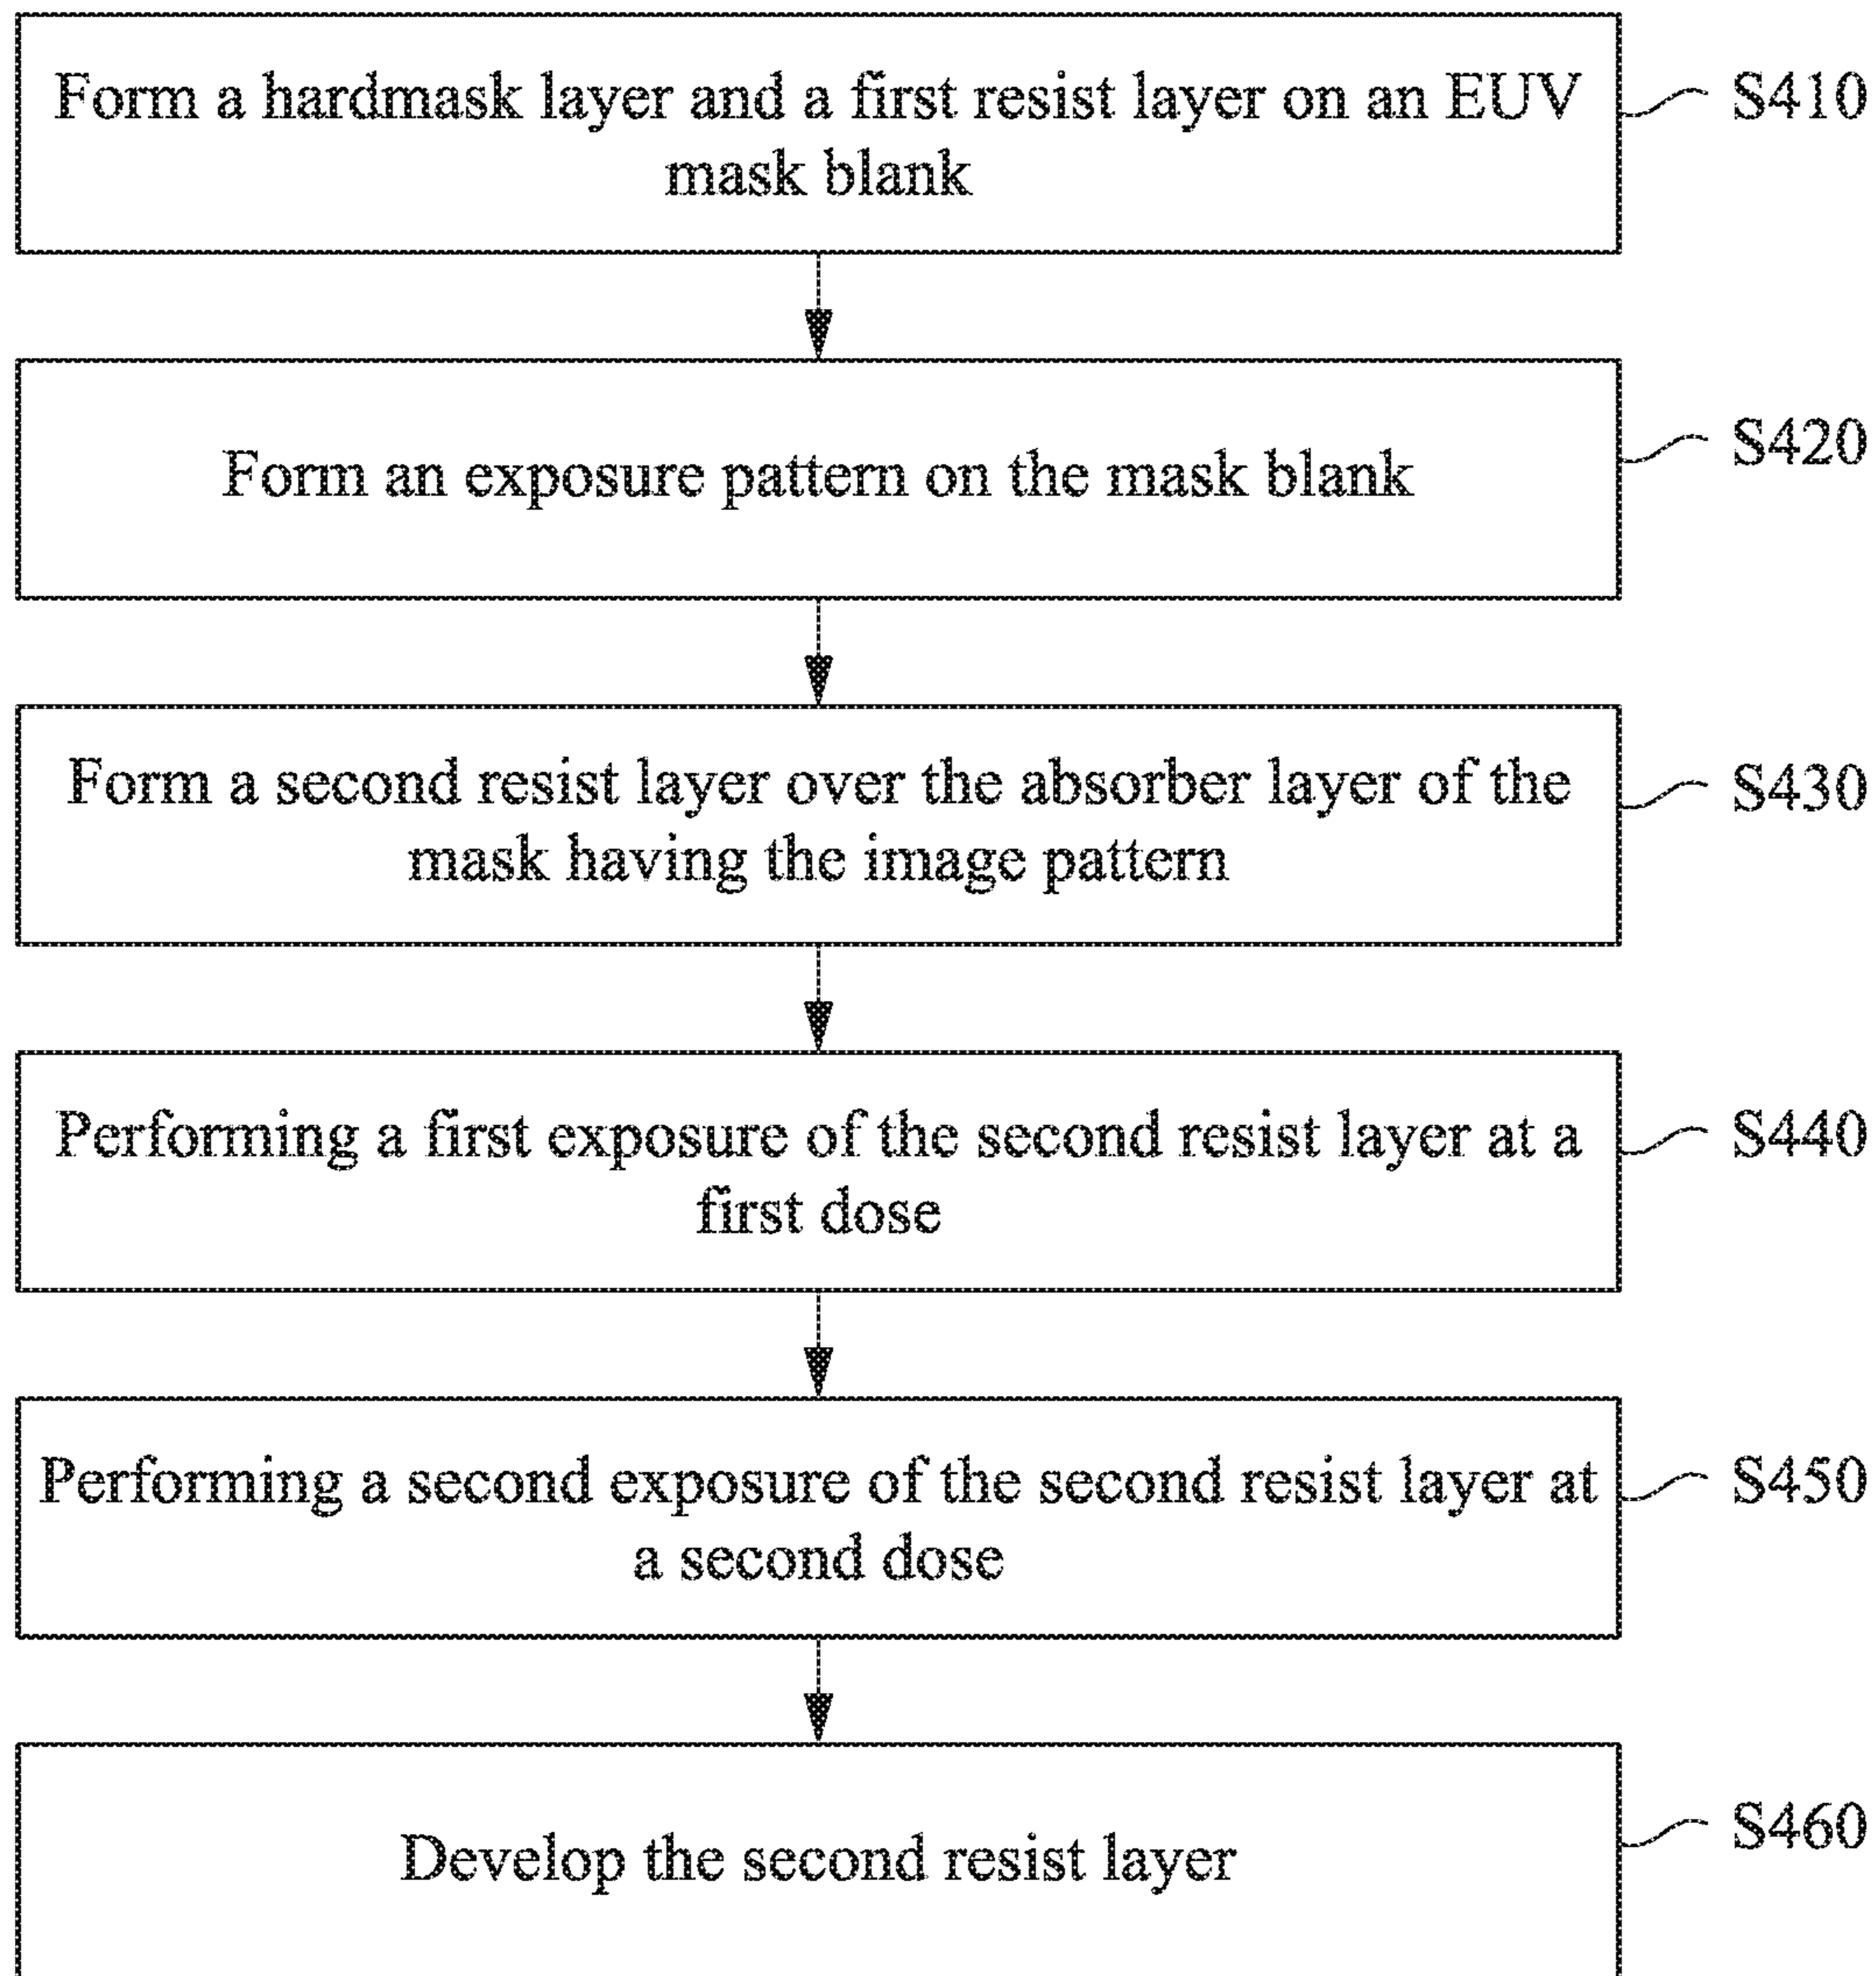 Form a hardmask layer and a first resist layer on an EUV
mask blank
S410
Form an exposure pattern on the mask blank
S420
Form a second resist layer over the absorber layer of the
mask having the image pattern
S430
Performing a first exposure of the second resist layer at a
first dose
S440
Performing a second exposure of the second resist layer at
a second dose
S450
Develop the second resist layer
S460